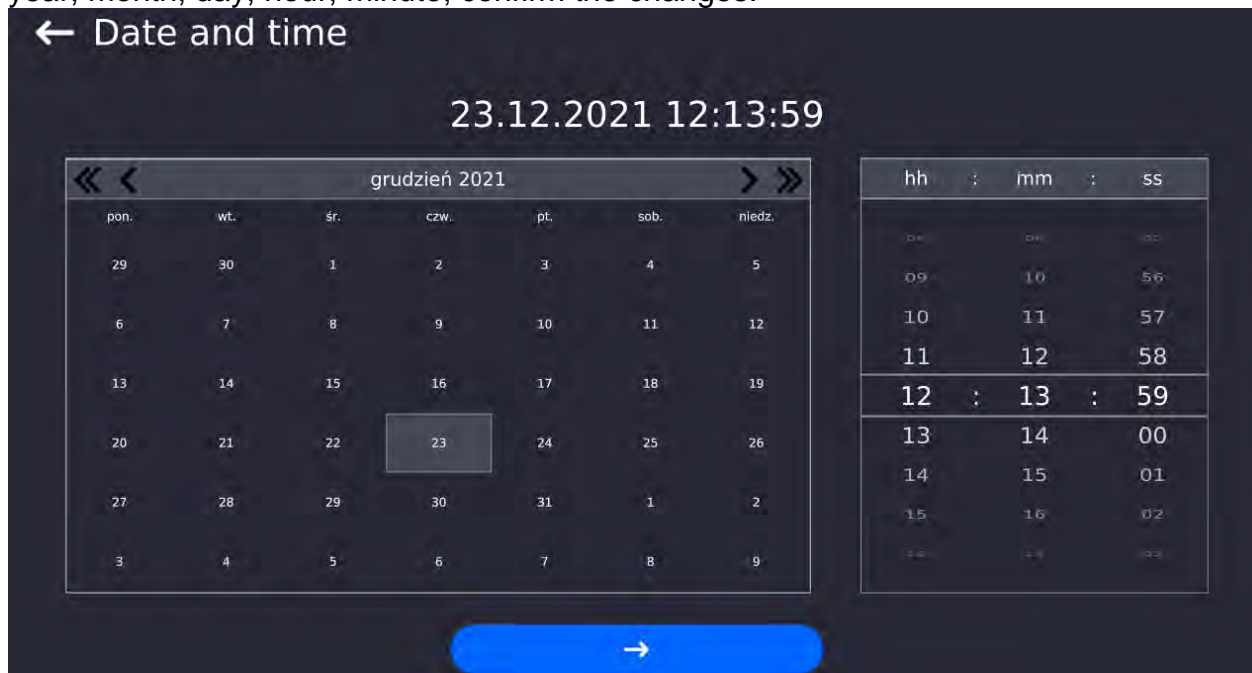 year, month, day, hour, minute, confirm the changes.
← Date and time
23.12.2021 12:13:59
grudzień 2021
pon. wt. śr. czw. pt. sob. niedz.
29 30 1 2 3 4 5
6 7 8 9 10 11 12
13 14 15 16 17 18 19
20 21 22 23 24 25 26
27 28 29 30 31 1 2
3 4 5 6 7 8 9
hh : mm : ss
09 10 56
10 11 57
11 12 58
12 : 13 : 59
13 14 00
14 15 01
15 16 02
→